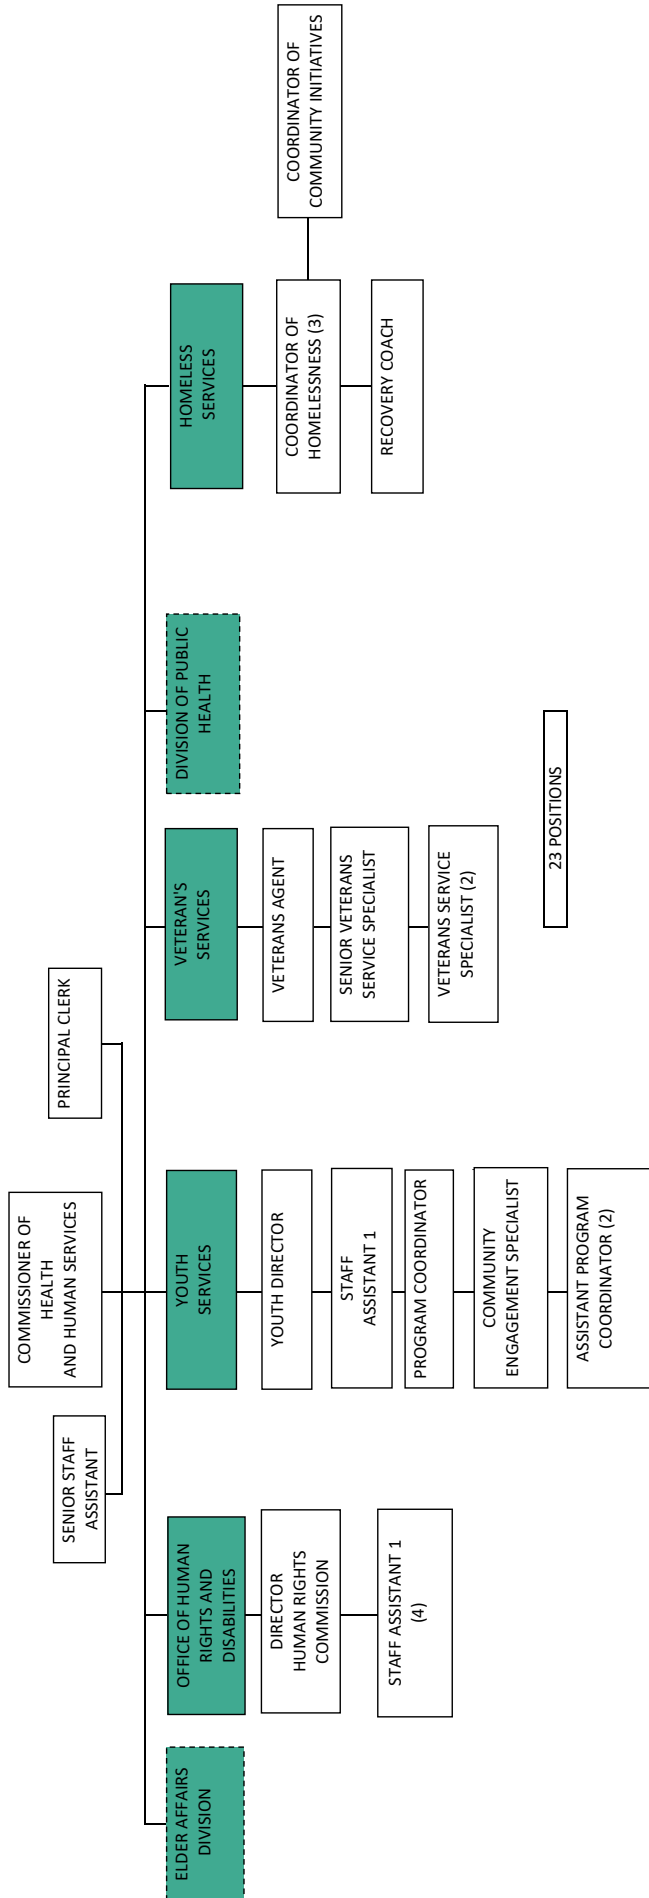 COMMISSIONER OF
HEALTH
AND HUMAN SERVICES
SENIOR STAFF
ASSISTANT
PRINCIPAL CLERK
ELDER AFFAIRS
DIVISION
OFFICE OF HUMAN
RIGHTS AND
DISABILITIES
DIRECTOR
HUMAN RIGHTS
COMMISSION
STAFF ASSISTANT 1
(4)
YOUTH
SERVICES
YOUTH DIRECTOR
STAFF
ASSISTANT 1
PROGRAM COORDINATOR
COMMUNITY
ENGAGEMENT SPECIALIST
ASSISTANT PROGRAM
COORDINATOR (2)
VETERAN'S
SERVICES
VETERANS AGENT
SENIOR VETERANS
SERVICE SPECIALIST
VETERANS SERVICE
SPECIALIST (2)
DIVISION OF PUBLIC
HEALTH
HOMELESS
SERVICES
COORDINATOR OF
HOMELESSNESS (3)
COORDINATOR OF
COMMUNITY INITIATIVES
RECOVERY COACH
23 POSITIONS